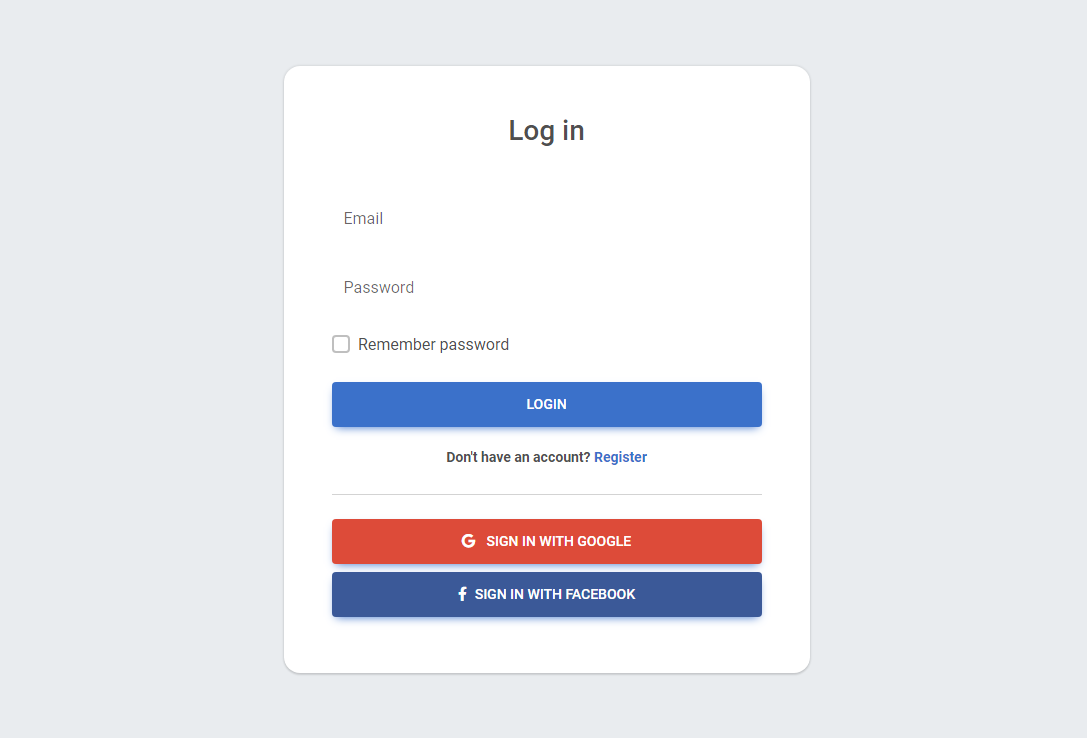 Log in
Email
Password
Remember password
LOGIN
Don't have an account? Register
SIGN IN WITH GOOGLE
SIGN IN WITH FACEBOOK